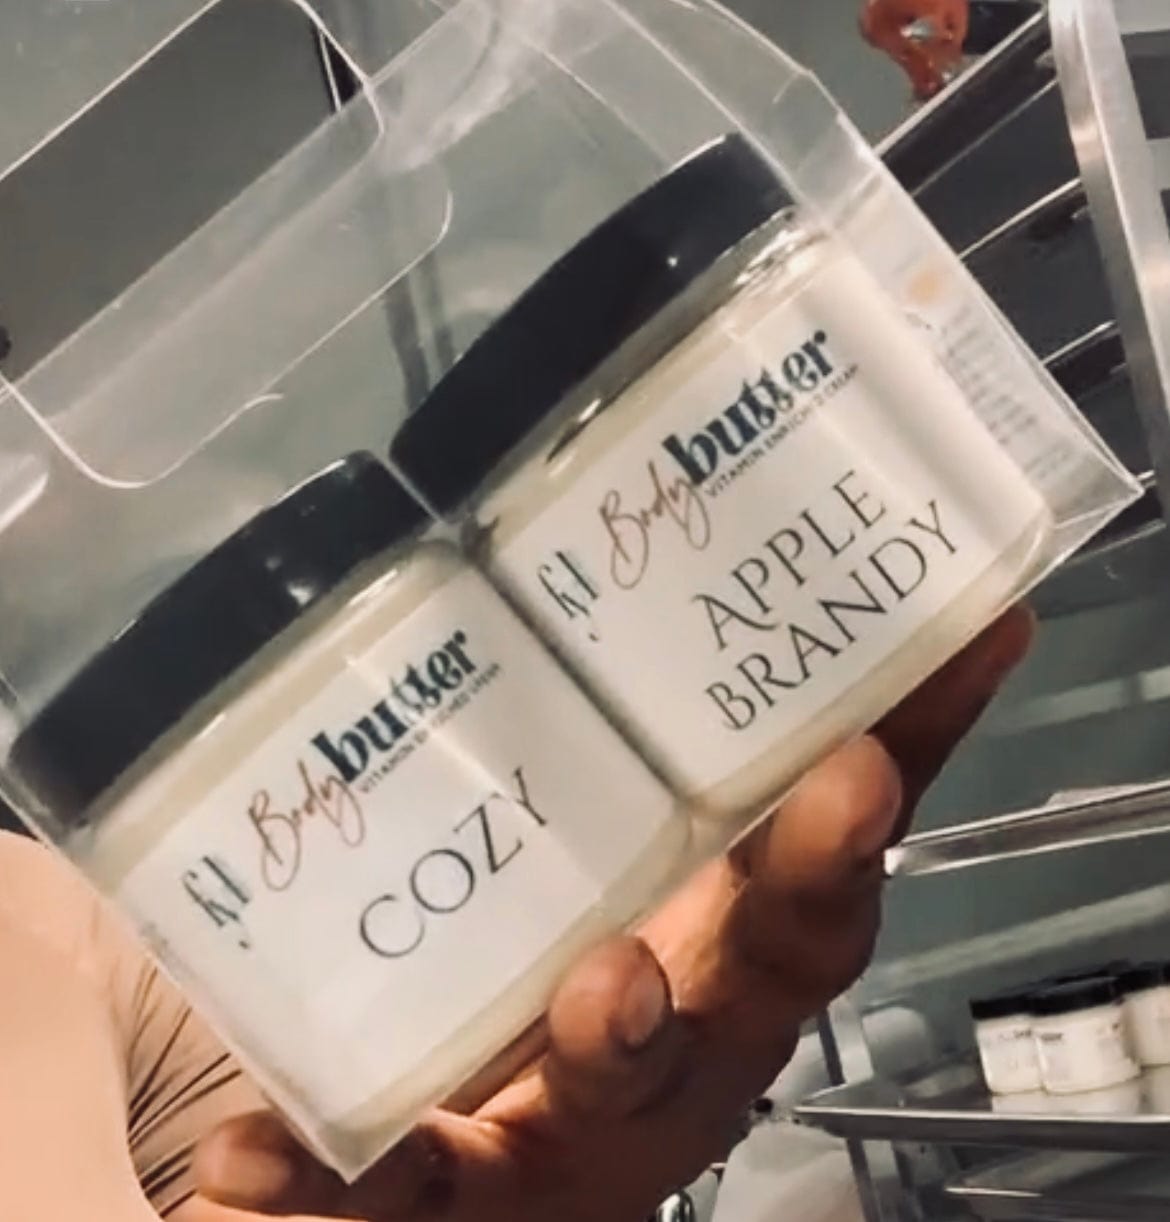 Body butter
VITAMIN ENRICHED CREAM
COZY
Body butter
VITAMIN ENRICHED CREAM
APPLE
BRANDY